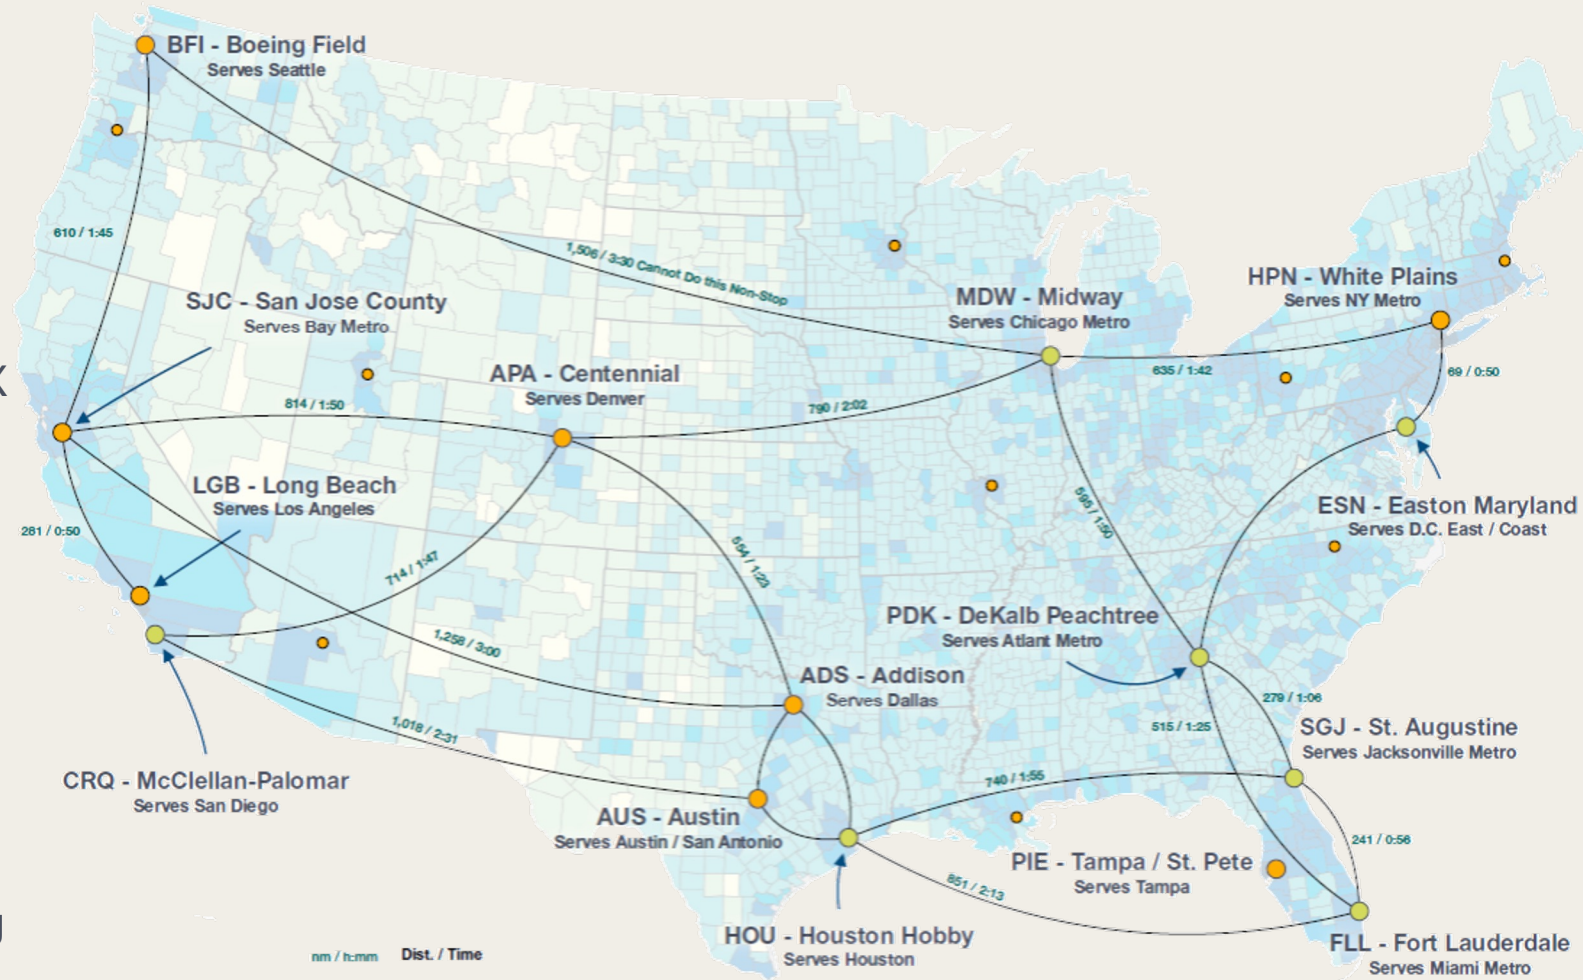 BFI - Boeing Field
Serves Seattle
610 / 1:45
1,506 / 3:30 Cannot Do this Non-Stop
SJC - San Jose County
Serves Bay Metro
MDW - Midway
Serves Chicago Metro
HPN - White Plains
Serves NY Metro
635 / 1:42
69 / 0:50
APA - Centennial
Serves Denver
814 / 1:50
790 / 2:02
LGB - Long Beach
Serves Los Angeles
281 / 0:50
714 / 1:47
554 / 1:23
595 / 1:50
ESN - Easton Maryland
Serves D.C. East / Coast
PDK - DeKalb Peachtree
Serves Atlant Metro
1,258 / 3:00
ADS - Addison
Serves Dallas
279 / 1:06
515 / 1:25
SGJ - St. Augustine
Serves Jacksonville Metro
1,018 / 2:31
CRQ - McClellan-Palomar
Serves San Diego
740 / 1:55
AUS - Austin
Serves Austin / San Antonio
241 / 0:56
PIE - Tampa / St. Pete
Serves Tampa
851 / 2:13
HOU - Houston Hobby
Serves Houston
FLL - Fort Lauderdale
Serves Miami Metro
nm / h:mm Dist. / Time